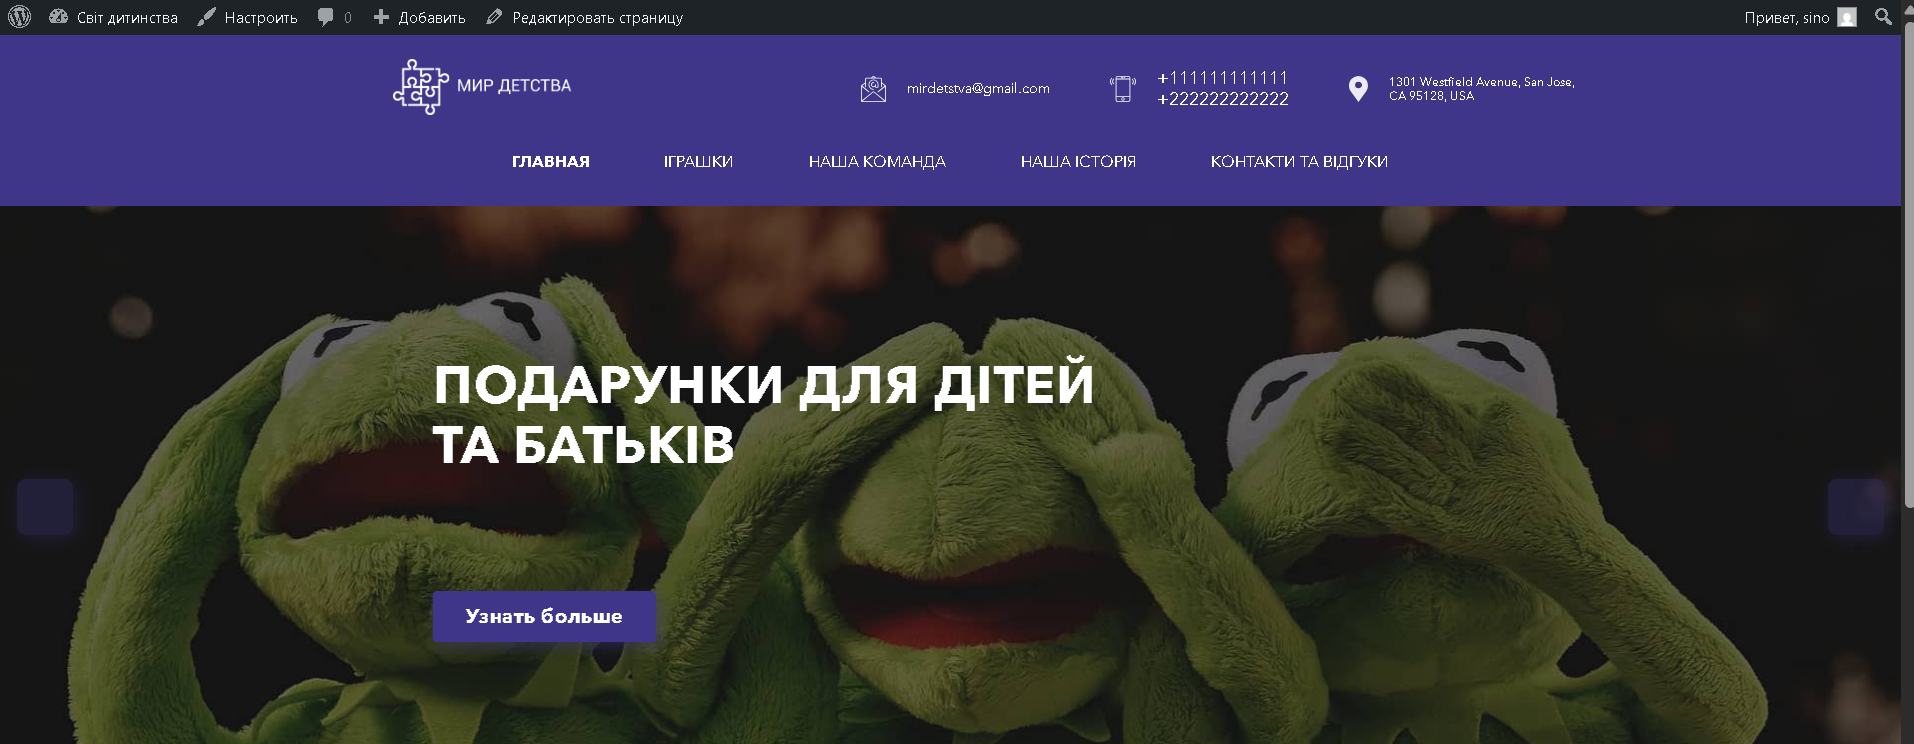 Світ дитинства Настроить 0 Добавить Редактировать страницу Привет, sino
МИР ДЕТСТВА
mirdetstva@gmail.com
+111111111111
+222222222222
1301 Westfield Avenue, San Jose,
CA 95128, USA
ГЛАВНАЯ ІГРАШКИ НАША КОМАНДА НАША ІСТОРІЯ КОНТАКТИ ТА ВІДГУКИ
ПОДАРУНКИ ДЛЯ ДІТЕЙ
ТА БАТЬКІВ
Узнать больше